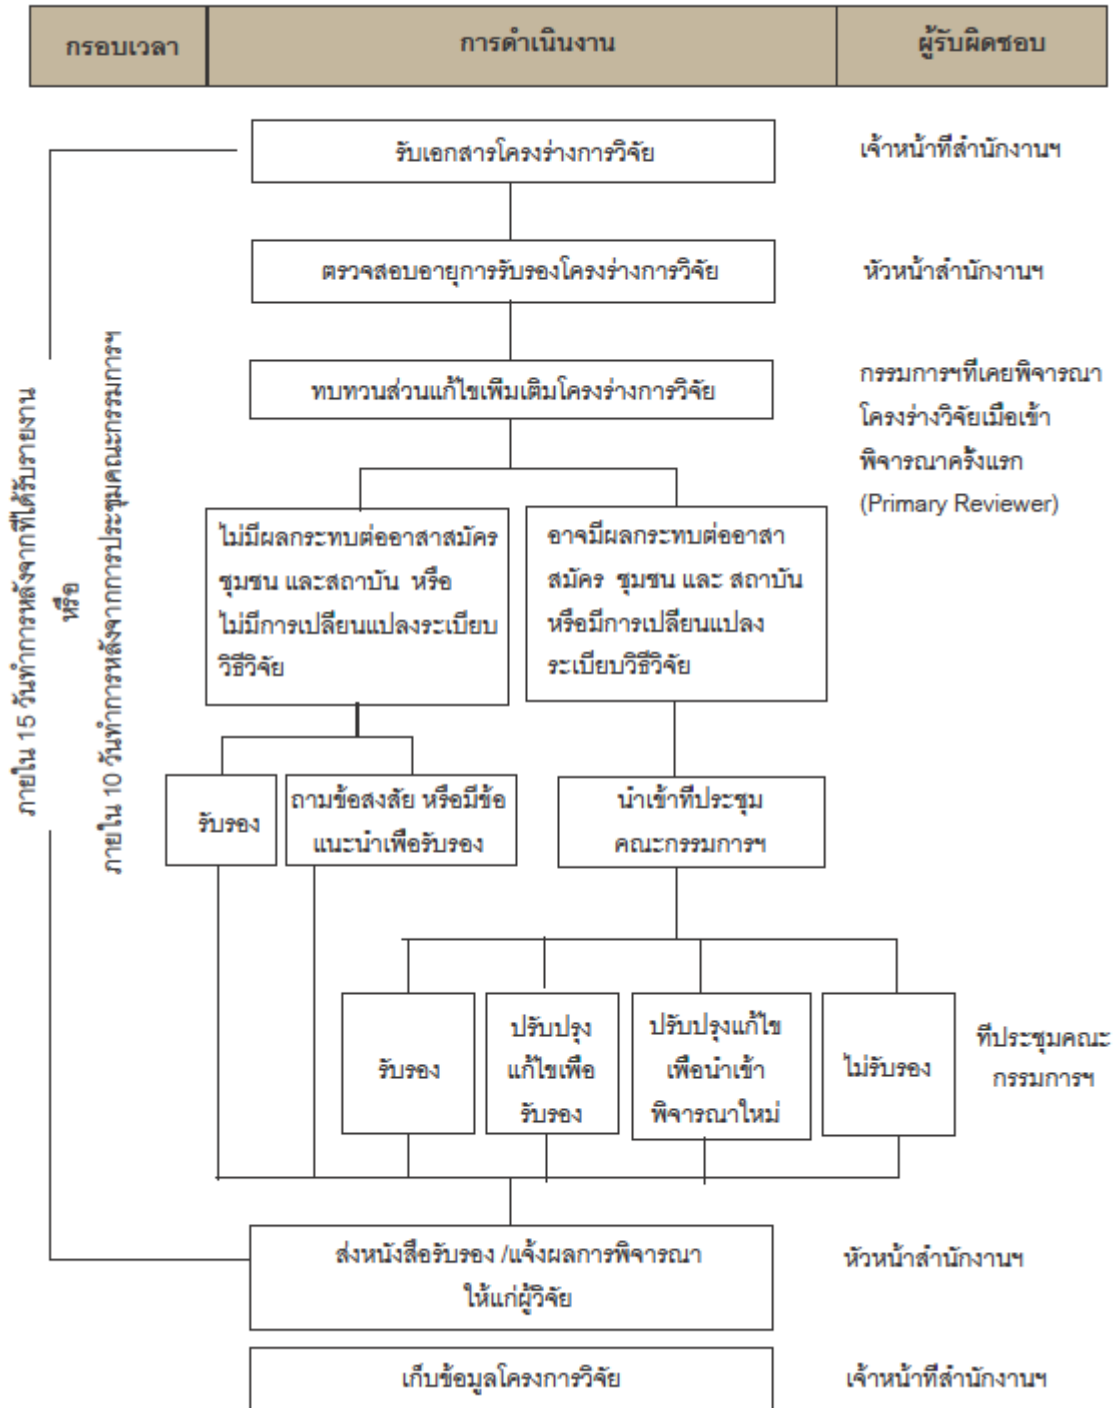 กรอบเวลา
การดำเนินงาน
ผู้รับผิดชอบ
รับเอกสารโครงร่างการวิจัย
เจ้าหน้าที่สำนักงานฯ
ตรวจสอบอายุการรับรองโครงร่างการวิจัย
หัวหน้าสำนักงานฯ
ทบทวนส่วนแก้ไขเพิ่มเติมโครงร่างการวิจัย
กรรมการฯที่เคยพิจารณา
โครงร่างวิจัยเมื่อเข้า
พิจารณาครั้งแรก
(Primary Reviewer)
ภายใน 15 วันทำการหลังจากที่ได้รับรายงาน
หรือ
ภายใน 10 วันทำการหลังจากการประชุมคณะกรรมการฯ
ไม่มีผลกระทบต่ออาสาสมัคร
ชุมชน และสถาบัน หรือ
ไม่มีการเปลี่ยนแปลงระเบียบ
วิธีวิจัย
อาจมีผลกระทบต่ออาสา
สมัคร ชุมชน และ สถาบัน
หรือมีการเปลี่ยนแปลง
ระเบียบวิธีวิจัย
รับรอง
ถามข้อสงสัย หรือมีข้อ
แนะนำเพื่อรับรอง
นำเข้าที่ประชุม
คณะกรรมการฯ
รับรอง
ปรับปรุง
แก้ไขเพื่อ
รับรอง
ปรับปรุงแก้ไข
เพื่อนำเข้า
พิจารณาใหม่
ไม่รับรอง
ที่ประชุมคณะ
กรรมการฯ
ส่งหนังสือรับรอง /แจ้งผลการพิจารณา
ให้แก่ผู้วิจัย
หัวหน้าสำนักงานฯ
เก็บข้อมูลโครงการวิจัย
เจ้าหน้าที่สำนักงานฯ